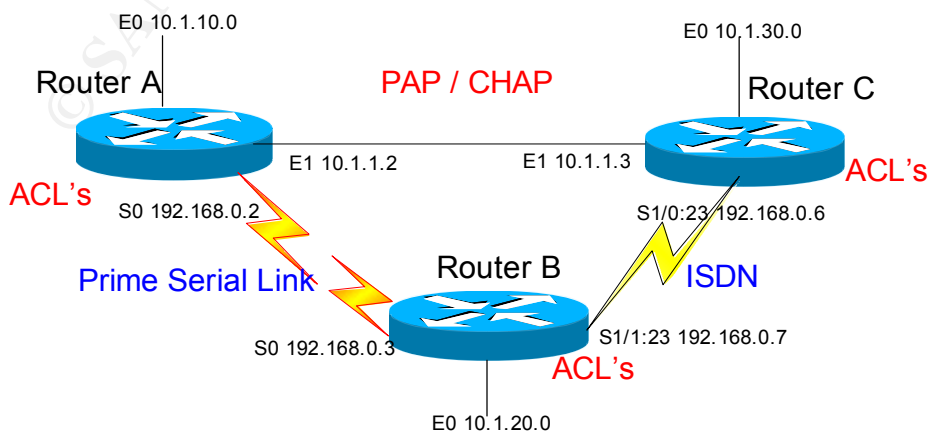 E0 10.1.10.0
E0 10.1.30.0
Router A
PAP / CHAP
Router C
E1 10.1.1.2
E1 10.1.1.3
ACL's
ACL's
S0 192.168.0.2
S1/0:23 192.168.0.6
Prime Serial Link
Router B
ISDN
S0 192.168.0.3
S1/1:23 192.168.0.7
ACL's
E0 10.1.20.0